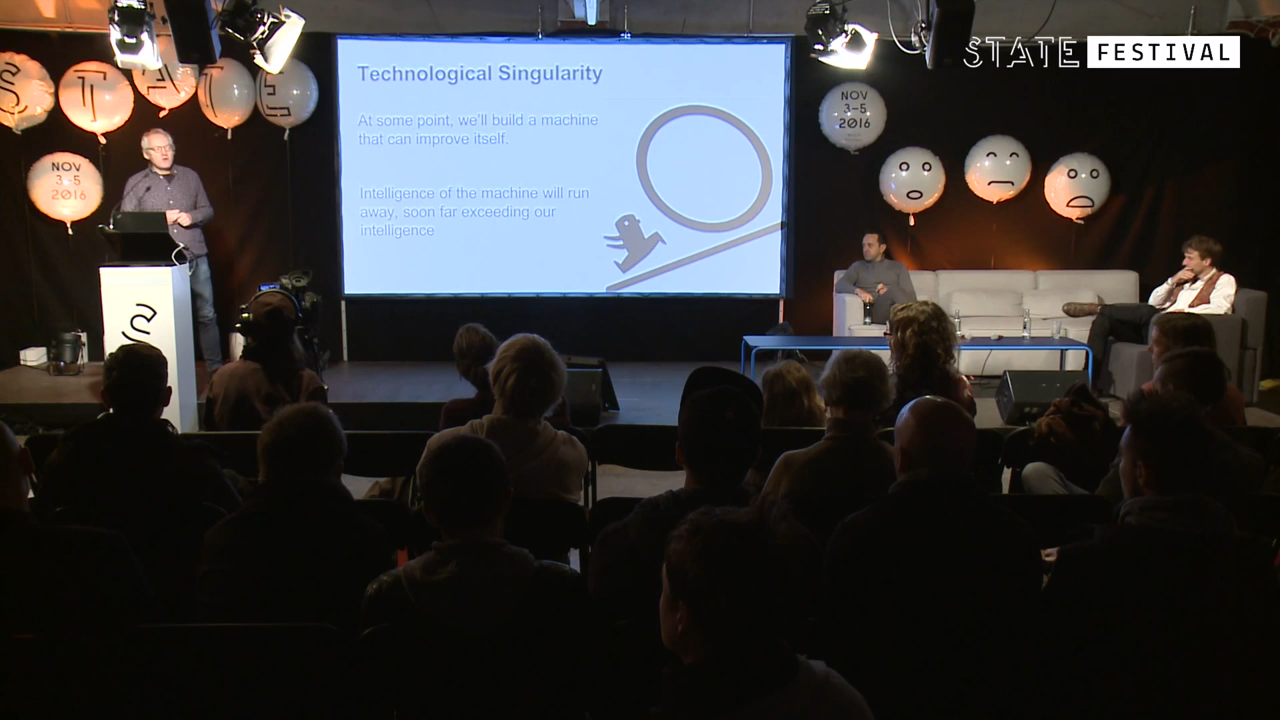 STATE FESTIVAL
STATE
NOV
3–5
2016
NOV
3–5
2016
Technological Singularity
At some point, we'll build a machine
that can improve itself.
Intelligence of the machine will run
away, soon far exceeding our
intelligence
S